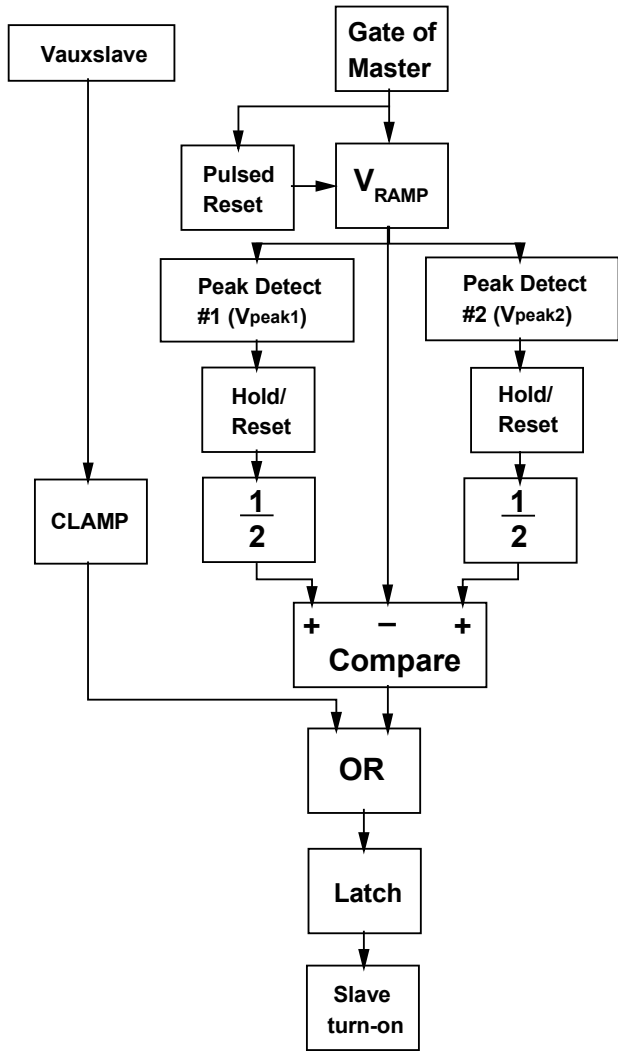 Vauxslave
Gate of
Master
Pulsed
Reset
VRAMP
Peak Detect
#1 (Vpeak1)
Peak Detect
#2 (Vpeak2)
Hold/
Reset
Hold/
Reset
CLAMP
1
2
1
2
+ − +
Compare
OR
Latch
Slave
turn-on